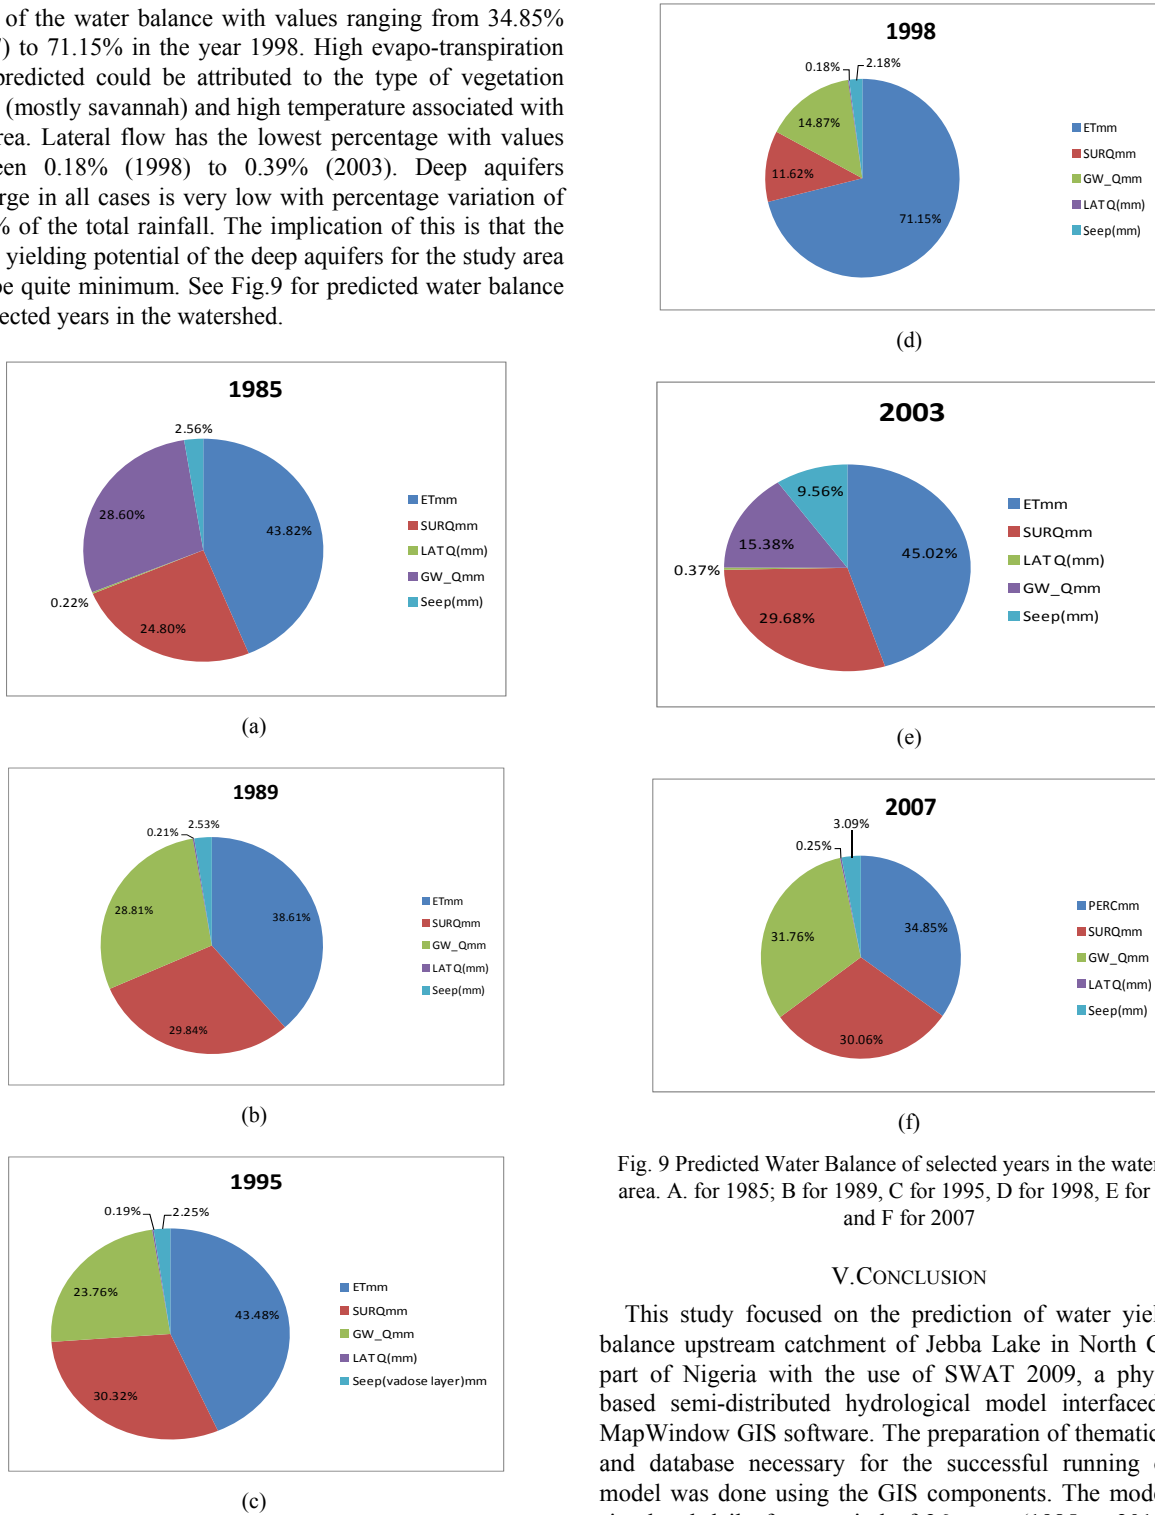 of the water balance with values ranging from 34.85%
) to 71.15% in the year 1998. High evapo-transpiration
predicted could be attributed to the type of vegetation
(mostly savannah) and high temperature associated with
rea. Lateral flow has the lowest percentage with values
een 0.18% (1998) to 0.39% (2003). Deep aquifers
rge in all cases is very low with percentage variation of
% of the total rainfall. The implication of this is that the
yielding potential of the deep aquifers for the study area
be quite minimum. See Fig.9 for predicted water balance
lected years in the watershed.
1985
2.56%
28.60%
43.82%
0.22%
24.80%
ETmm
SURQmm
LATQ(mm)
GW_Qmm
Seep(mm)
(a)
1989
0.21%
2.53%
28.81%
38.61%
29.84%
ETmm
SURQmm
GW_Qmm
LATQ(mm)
Seep(mm)
(b)
1995
0.19%
2.25%
23.76%
43.48%
30.32%
ETmm
SURQmm
GW_Qmm
LATQ(mm)
Seep(vadose layer)mm
(c)
1998
0.18%
2.18%
14.87%
11.62%
71.15%
ETmm
SURQmm
GW_Qmm
LATQ(mm)
Seep(mm)
(d)
2003
9.56%
15.38%
45.02%
0.37%
29.68%
ETmm
SURQmm
LATQ(mm)
GW_Qmm
Seep(mm)
(e)
2007
3.09%
0.25%
31.76%
34.85%
30.06%
PERCmm
SURQmm
GW_Qmm
LATQ(mm)
Seep(mm)
(f)
Fig. 9 Predicted Water Balance of selected years in the water
area. A. for 1985; B for 1989, C for 1995, D for 1998, E for
and F for 2007
V.CONCLUSION
This study focused on the prediction of water yiel
balance upstream catchment of Jebba Lake in North C
part of Nigeria with the use of SWAT 2009, a phy
based semi-distributed hydrological model interfaced
MapWindow GIS software. The preparation of thematic
and database necessary for the successful running
model was done using the GIS components. The mode